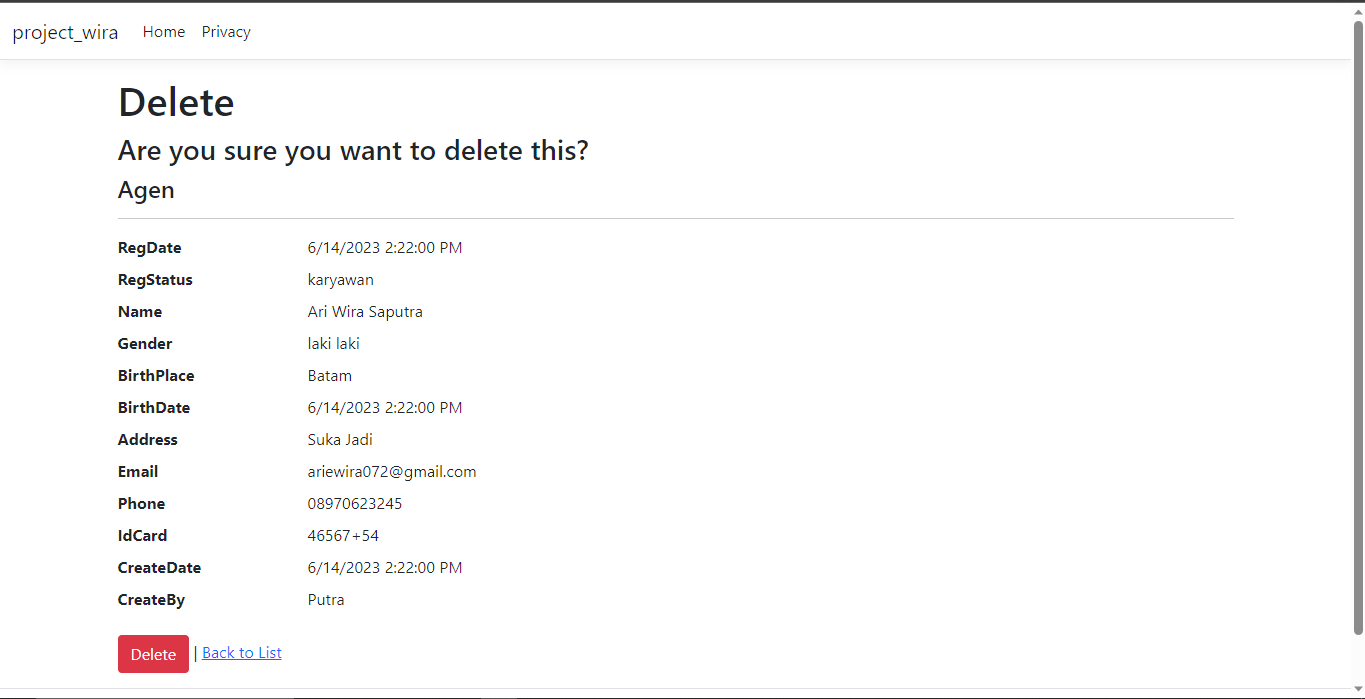 project_wira Home Privacy
Delete
Are you sure you want to delete this?
Agen
RegDate 6/14/2023 2:22:00 PM
RegStatus karyawan
Name Ari Wira Saputra
Gender laki laki
BirthPlace Batam
BirthDate 6/14/2023 2:22:00 PM
Address Suka Jadi
Email ariewira072@gmail.com
Phone 08970623245
IdCard 46567+54
CreateDate 6/14/2023 2:22:00 PM
CreateBy Putra
Delete | Back to List